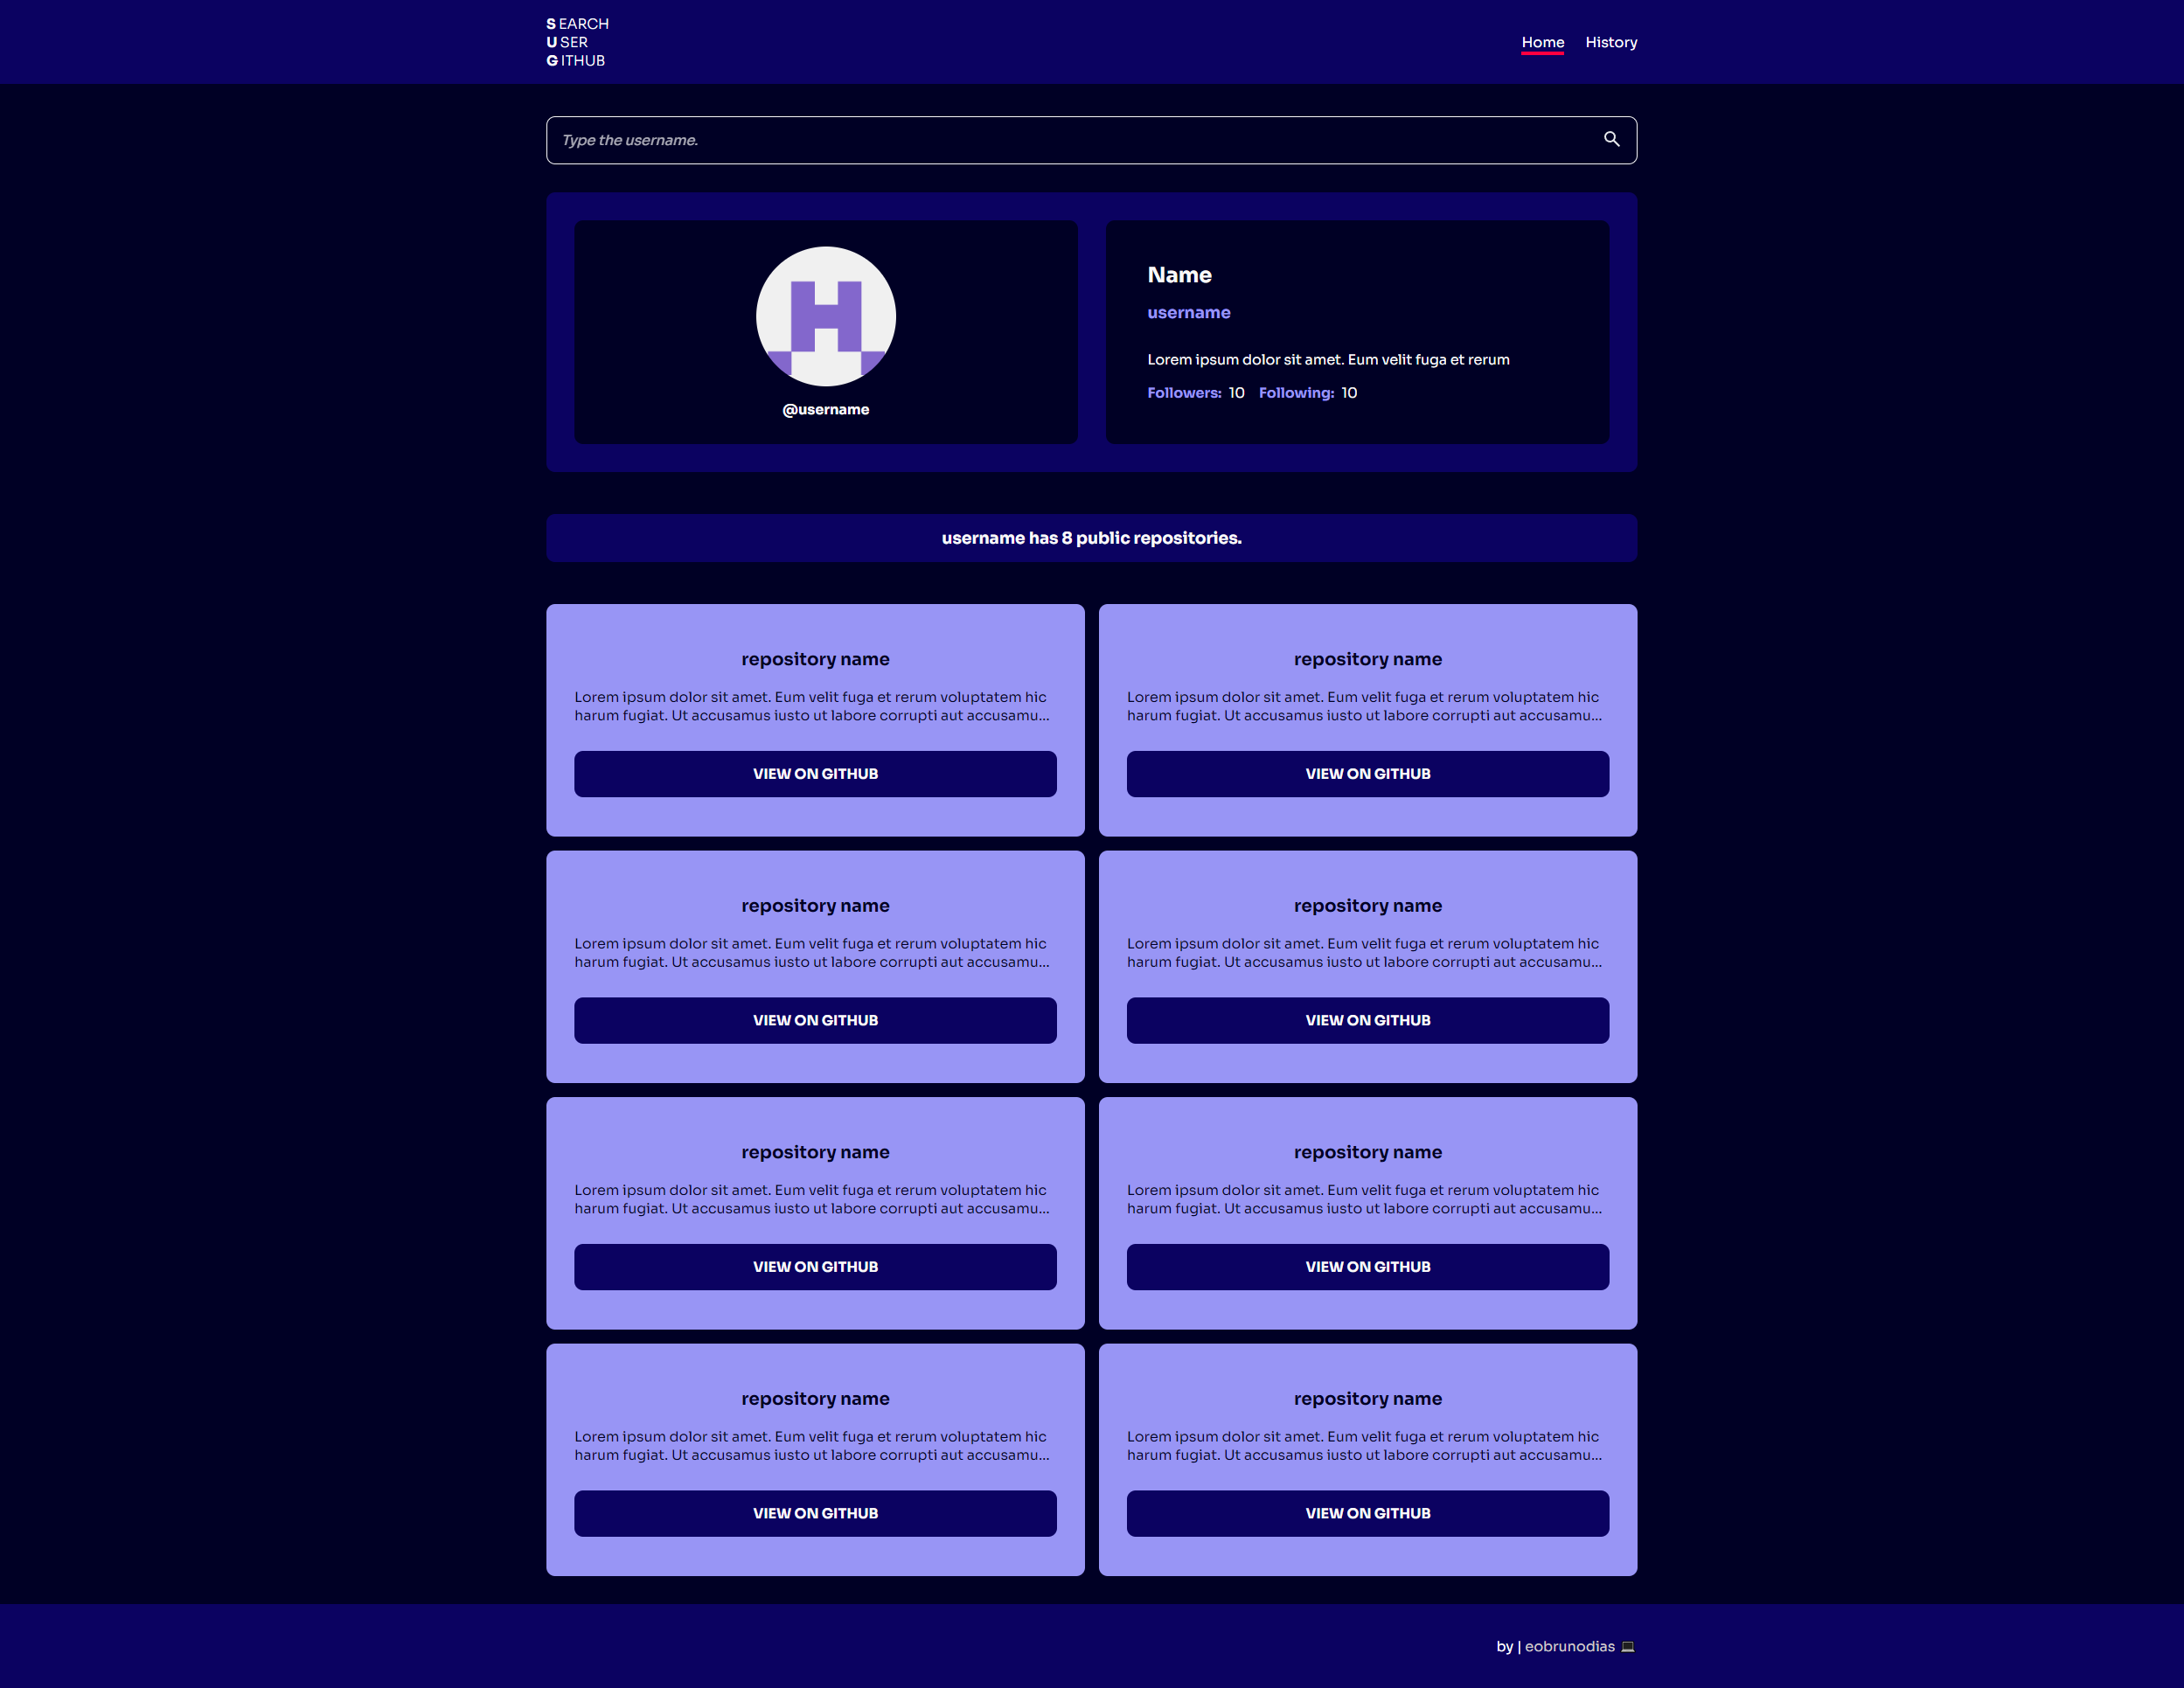 SEARCH
USER
GITHUB
Home History
Type the username.
@username
Name
username
Lorem ipsum dolor sit amet. Eum velit fuga et rerum
Followers: 10 Following: 10
username has 8 public repositories.
repository name
Lorem ipsum dolor sit amet. Eum velit fuga et rerum voluptatem hic
harum fugiat. Ut accusamus iusto ut labore corrupti aut accusamu...
VIEW ON GITHUB
repository name
Lorem ipsum dolor sit amet. Eum velit fuga et rerum voluptatem hic
harum fugiat. Ut accusamus iusto ut labore corrupti aut accusamu...
VIEW ON GITHUB
repository name
Lorem ipsum dolor sit amet. Eum velit fuga et rerum voluptatem hic
harum fugiat. Ut accusamus iusto ut labore corrupti aut accusamu...
VIEW ON GITHUB
repository name
Lorem ipsum dolor sit amet. Eum velit fuga et rerum voluptatem hic
harum fugiat. Ut accusamus iusto ut labore corrupti aut accusamu...
VIEW ON GITHUB
repository name
Lorem ipsum dolor sit amet. Eum velit fuga et rerum voluptatem hic
harum fugiat. Ut accusamus iusto ut labore corrupti aut accusamu...
VIEW ON GITHUB
repository name
Lorem ipsum dolor sit amet. Eum velit fuga et rerum voluptatem hic
harum fugiat. Ut accusamus iusto ut labore corrupti aut accusamu...
VIEW ON GITHUB
repository name
Lorem ipsum dolor sit amet. Eum velit fuga et rerum voluptatem hic
harum fugiat. Ut accusamus iusto ut labore corrupti aut accusamu...
VIEW ON GITHUB
repository name
Lorem ipsum dolor sit amet. Eum velit fuga et rerum voluptatem hic
harum fugiat. Ut accusamus iusto ut labore corrupti aut accusamu...
VIEW ON GITHUB
by | eobrunodias